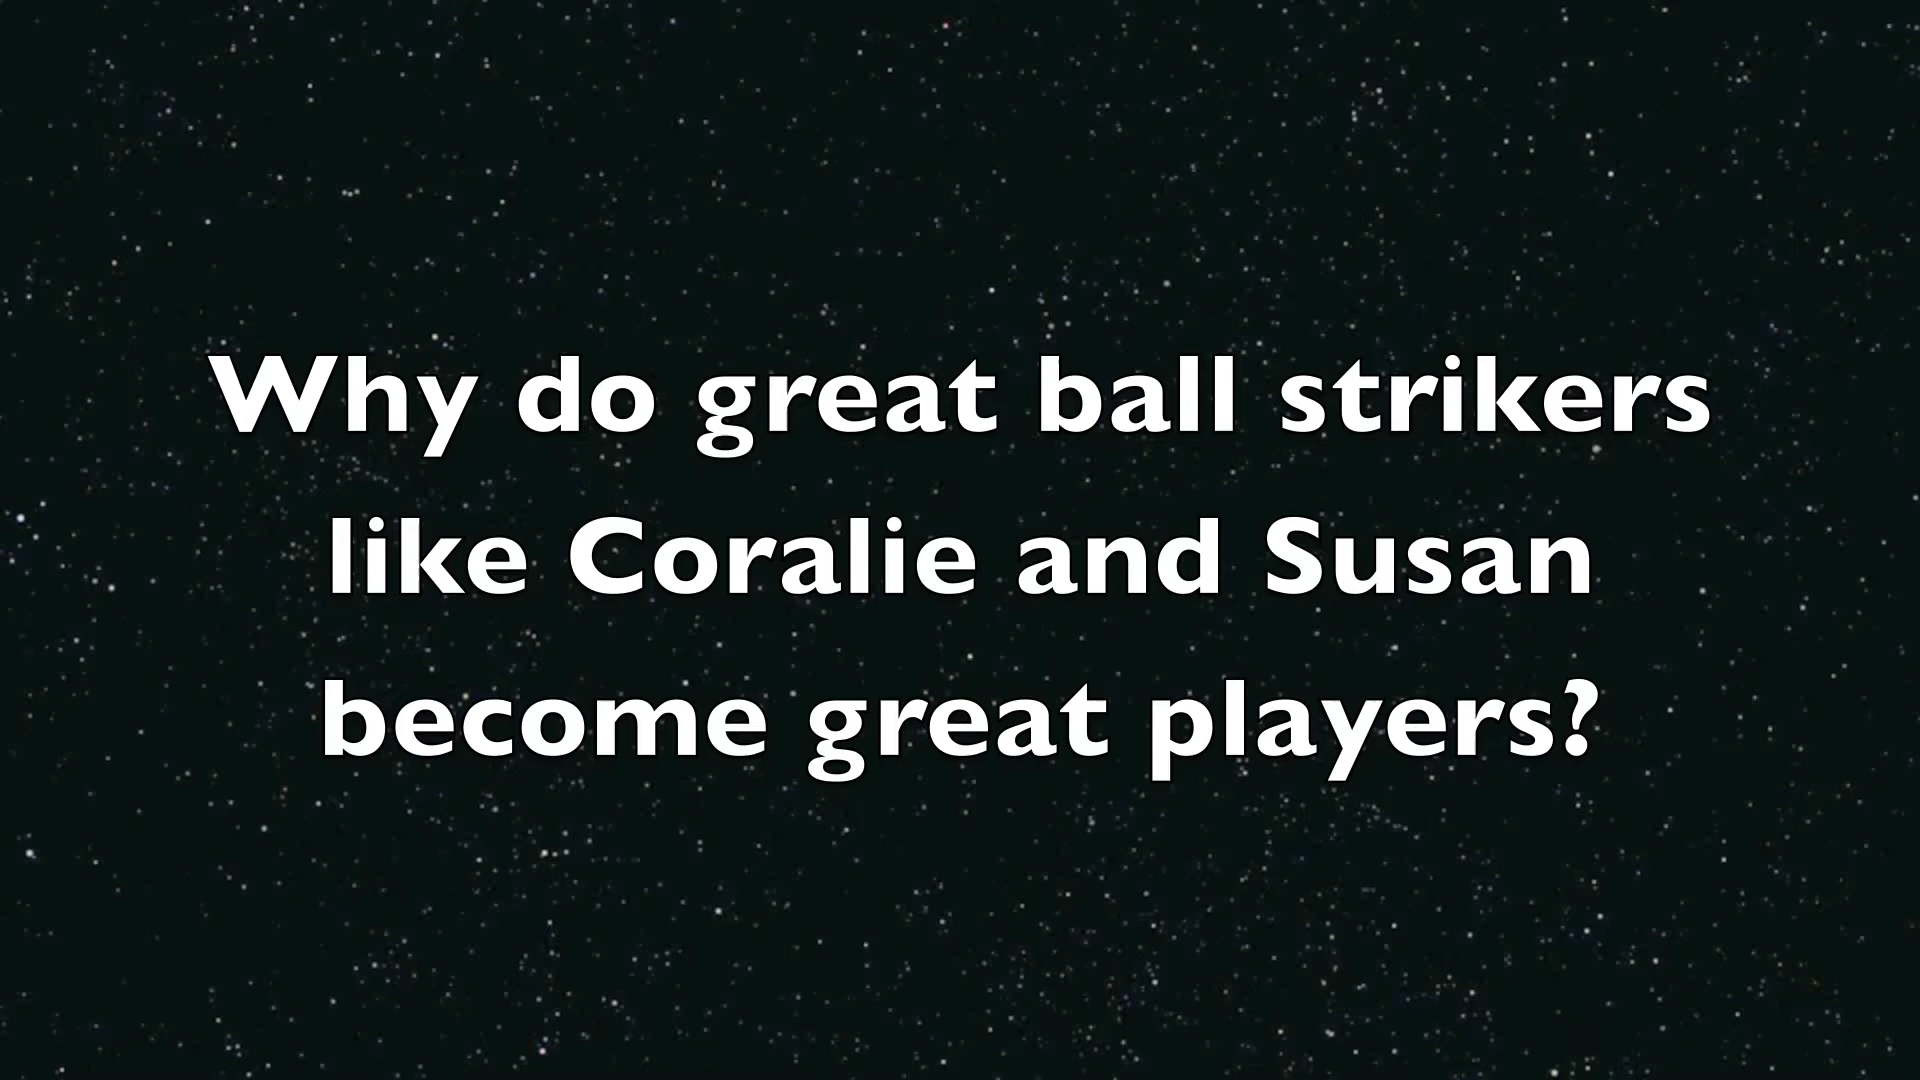 Why do great ball strikers
like Coralie and Susan
become great players?